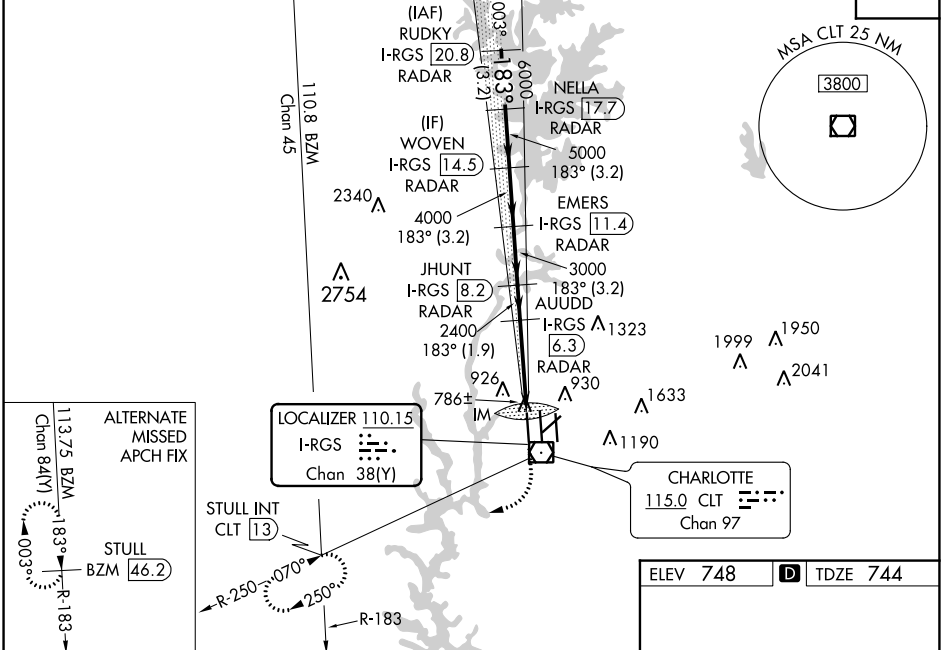 (IAF)
RUDKY
I-RGS 20.8
RADAR
003°
183°
6000
(3.2)
NELLA
I-RGS 17.7
RADAR
MSA CLT 25 NM
3800
110.8 BZM
Chan 45
(IF)
WOVEN
I-RGS 14.5
RADAR
5000
183° (3.2)
2340
4000
183° (3.2)
EMERS
I-RGS 11.4
RADAR
2754
JHUNT
I-RGS 8.2
RADAR
3000
183° (3.2)
2400
183° (1.9)
AUUDD
I-RGS
6.3
RADAR
1323
1999
1950
2041
926
930
1633
786±
IM
1190
LOCALIZER 110.15
I-RGS
Chan 38(Y)
CHARLOTTE
115.0 CLT
Chan 97
ALTERNATE
MISSED
APCH FIX
113.75 BZM
Chan 84(Y)
183°
003°
STULL
BZM 46.2
R-183
STULL INT
CLT 13
R-250
070°
250°
R-183
ELEV 748 D TDZE 744